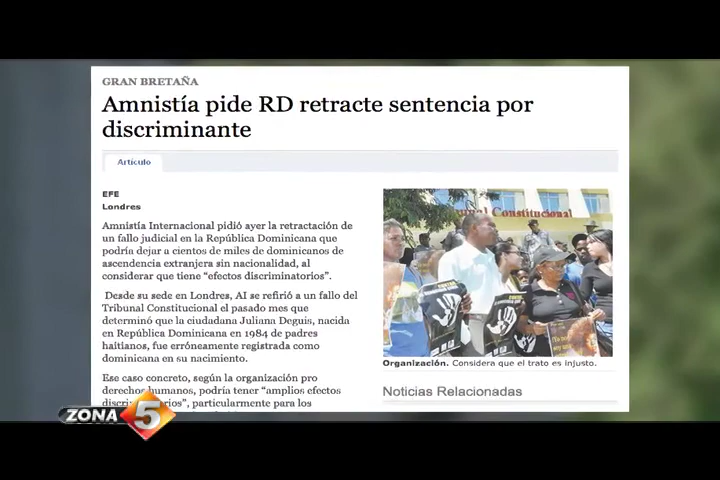 GRAN BRETAÑA
Amnistía pide RD retracte sentencia por
discriminante
Artículo
EFE
Londres
Amnistía Internacional pidió ayer la retractación de
un fallo judicial en la República Dominicana que
podría dejar a cientos de miles de dominicanos de
ascendencia extranjera sin nacionalidad, al
considerar que tiene “efectos discriminatorios”.
Desde su sede en Londres, AI se refirió a un fallo del
Tribunal Constitucional el pasado mes que
determinó que la ciudadana Juliana Deguis, nacida
en República Dominicana en 1984 de padres
haitianos, fue erróneamente registrada como
dominicana en su nacimiento.
Ese caso concreto, según la organización pro
derechos humanos, podría tener “amplios efectos
discriminatorios”, particularmente para los
Tribunal Constitucional
Organización. Considera que el trato es injusto.
Noticias Relacionadas
ZONA 5